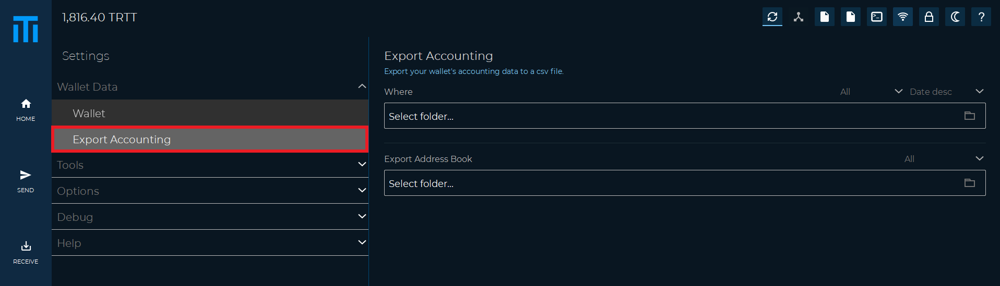 1,816.40 TRTT
?
HOME
SEND
RECEIVE
Settings
Wallet Data
Wallet
Export Accounting
Tools
Options
Debug
Help
Export Accounting
Export your wallet's accounting data to a csv file.
Where All Date desc
Select folder...
Export Address Book All
Select folder...